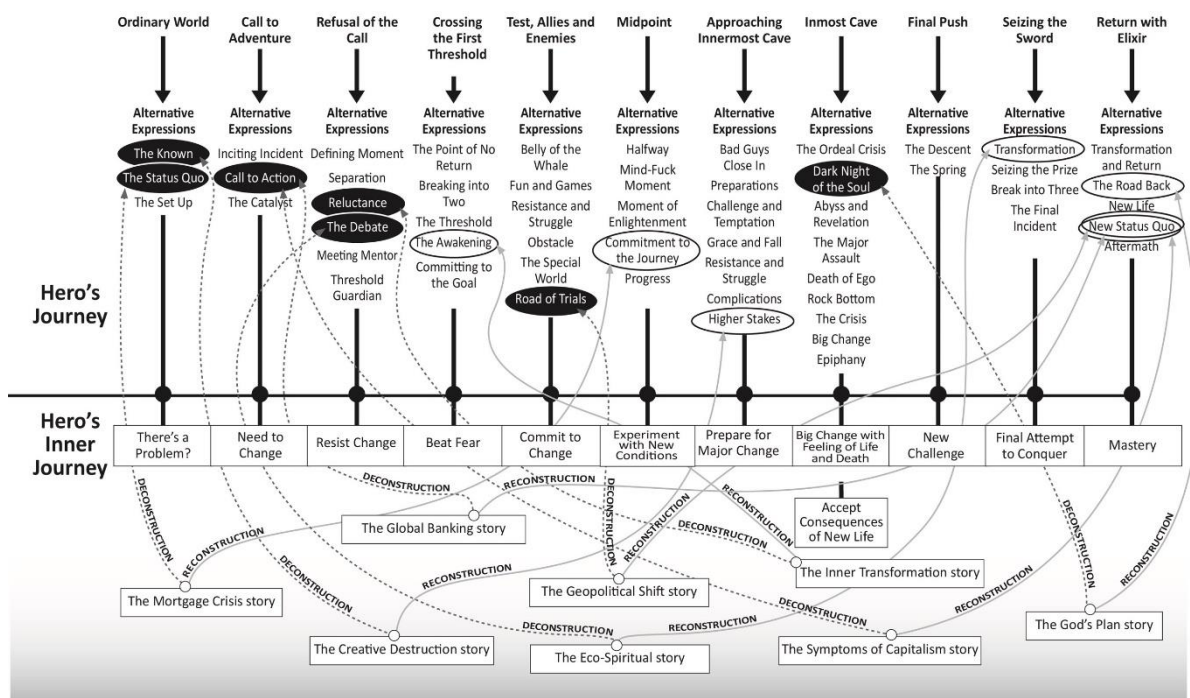 Ordinary World
Call to
Adventure
Refusal of
the Call
Crossing
the First
Threshold
Test, Allies and
Enemies
Midpoint
Approaching
Innermost Cave
Inmost Cave
Final Push
Seizing the
Sword
Return with
Elixir
Alternative
Expressions
The Known
The Status Quo
The Set Up
Alternative
Expressions
Inciting Incident
Call to Action
The Catalyst
Alternative
Expressions
Defining Moment
Separation
Reluctance
The Debate
Meeting Mentor
Threshold
Guardian
Alternative
Expressions
The Point of No
Return
Breaking into
Two
The Threshold
The Awakening
Committing to
the Goal
Alternative
Expressions
Belly of the
Whale
Fun and Games
Resistance and
Struggle
Obstacle
The Special
World
Road of Trials
Alternative
Expressions
Halfway
Mind-Fuck
Moment
Moment of
Enlightenment
Commitment to
the Journey
Progress
Alternative
Expressions
Bad Guys
Close In
Preparations
Challenge and
Temptation
Grace and Fall
Resistance and
Struggle
Complications
Higher Stakes
Alternative
Expressions
The Ordeal Crisis
Dark Night
of the Soul
Abyss and
Revelation
The Major
Assault
Death of Ego
Rock Bottom
The Crisis
Big Change
Epiphany
Alternative
Expressions
The Descent
The Spring
Alternative
Expressions
Transformation
Seizing the Prize
Break into Three
The Final
Incident
Alternative
Expressions
Transformation
and Return
The Road Back
New Life
New Status Quo
Aftermath
Hero's
Journey
Hero's
Inner
Journey
There's a
Problem?
Need to
Change
Resist Change
Beat Fear
Commit to
Change
Experiment
with New
Conditions
Prepare for
Major Change
Big Change with
Feeling of Life
and Death
New
Challenge
Final Attempt
to Conquer
Mastery
Accept
Consequences
of New Life
DECONSTRUCTION
RECONSTRUCTION
The Mortgage Crisis story
DECONSTRUCTION
RECONSTRUCTION
The Global Banking story
DECONSTRUCTION
RECONSTRUCTION
The Creative Destruction story
DECONSTRUCTION
RECONSTRUCTION
The Geopolitical Shift story
DECONSTRUCTION
RECONSTRUCTION
The Eco-Spiritual story
DECONSTRUCTION
RECONSTRUCTION
The Inner Transformation story
DECONSTRUCTION
RECONSTRUCTION
The Symptoms of Capitalism story
DECONSTRUCTION
RECONSTRUCTION
The God's Plan story